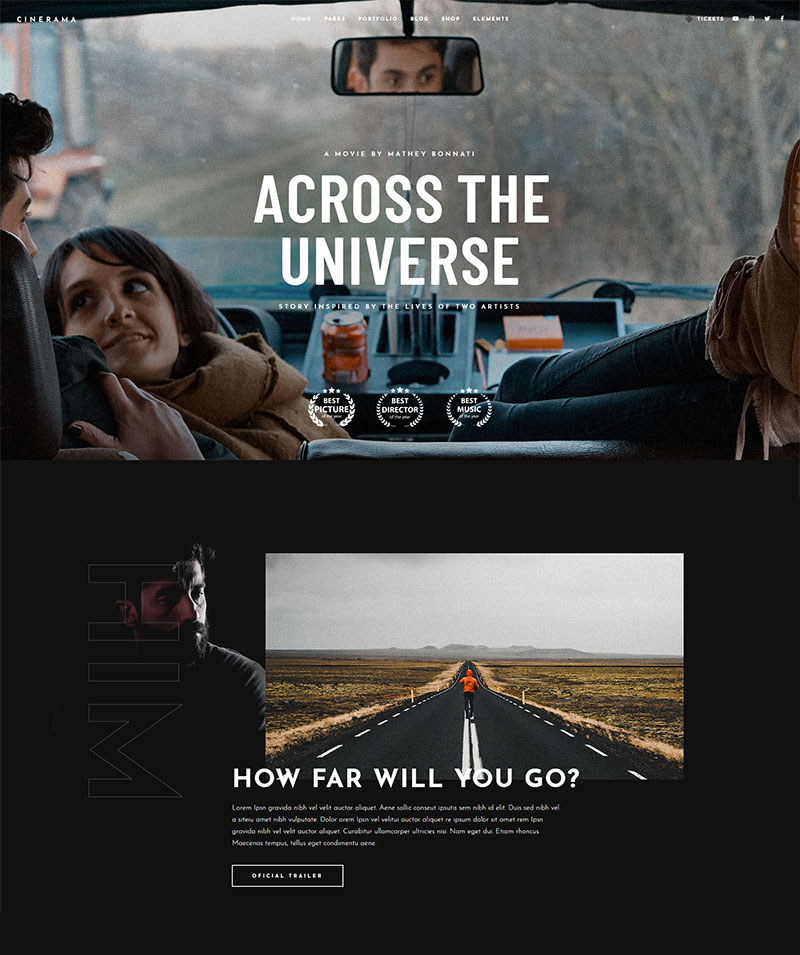 CINERAMA
HOME PAGES PORTFOLIO BLOG SHOP ELEMENTS
TICKETS
A MOVIE BY MATHEY BONNATI
ACROSS THE
UNIVERSE
STORY INSPIRED BY THE LIVES OF TWO ARTISTS
BEST
PICTURE
of the year
BEST
DIRECTOR
of the year
BEST
MUSIC
of the year
HIM
HOW FAR WILL YOU GO?
Lorem Ipsn gravida nibh vel velit auctor aliquet. Aene sollic conseut ipsutis sem nibh id elit. Duis sed nibh vel
a siteiu amet nibh vulputate. Dolor orem Ipsn vel velitui auctor aliquet re ipsum dolor sit amet rem Ipsn
gravida nibh vel velit auctor aliquet. Curabitur ullamcorper ultricies nisi. Nam eget dui. Etiam rhoncus.
Maecenas tempus, tellus eget condimentu aene.
OFICIAL TRAILER